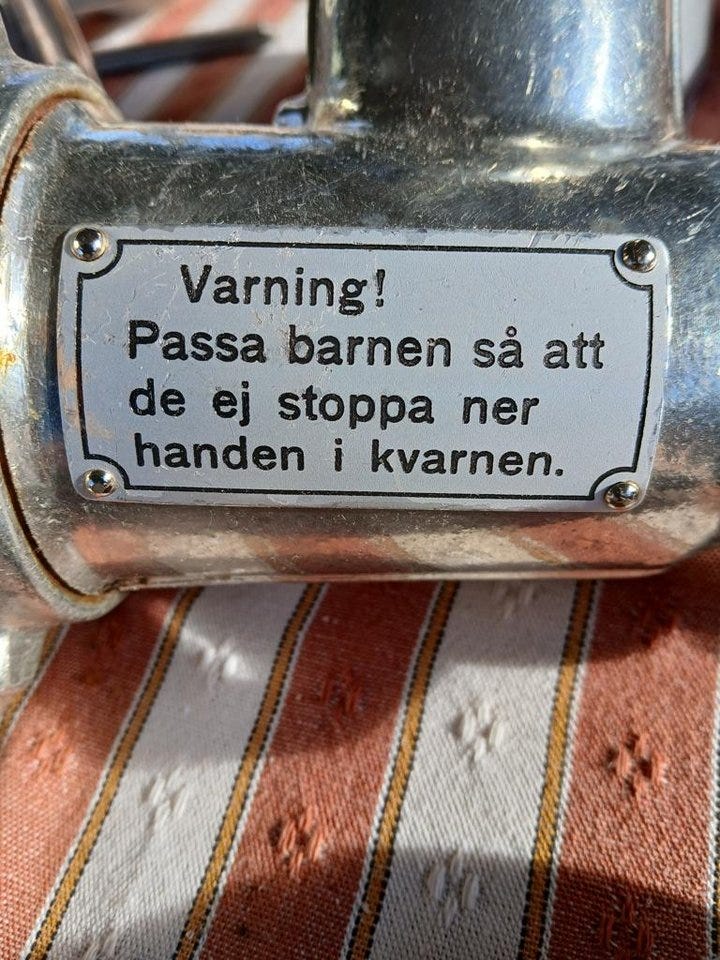 Varning!
Passa barnen så att
de ej stoppa ner
handen i kvarnen.